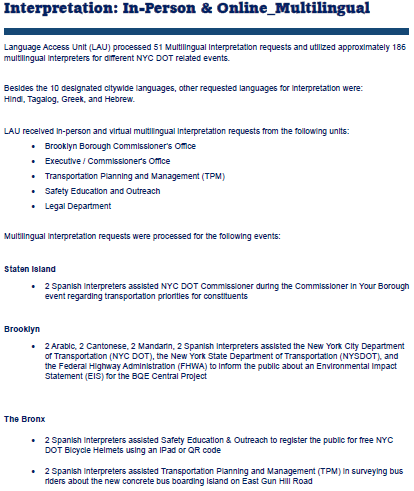 Interpretation: In-Person & Online_Multilingual
Language Access Unit (LAU) processed 51 Multilingual interpretation requests and utilized approximately 186
multilingual interpreters for different NYC DOT related events.
Besides the 10 designated citywide languages, other requested languages for interpretation were:
Hindi, Tagalog, Greek, and Hebrew.
LAU received in-person and virtual multilingual interpretation requests from the following units:
• Brooklyn Borough Commissioner's Office
• Executive / Commissioner's Office
• Transportation Planning and Management (TPM)
• Safety Education and Outreach
• Legal Department
Multilingual interpretation requests were processed for the following events:
Staten Island
• 2 Spanish interpreters assisted NYC DOT Commissioner during the Commissioner in Your Borough
event regarding transportation priorities for constituents
Brooklyn
• 2 Arabic, 2 Cantonese, 2 Mandarin, 2 Spanish interpreters assisted the New York City Department
of Transportation (NYC DOT), the New York State Department of Transportation (NYSDOT), and
the Federal Highway Administration (FHWA) to inform the public about an Environmental Impact
Statement (EIS) for the BQE Central Project
The Bronx
• 2 Spanish interpreters assisted Safety Education & Outreach to register the public for free NYC
DOT Bicycle Helmets using an iPad or QR code
• 2 Spanish interpreters assisted Transportation Planning and Management (TPM) in surveying bus
riders about the new concrete bus boarding island on East Gun Hill Road